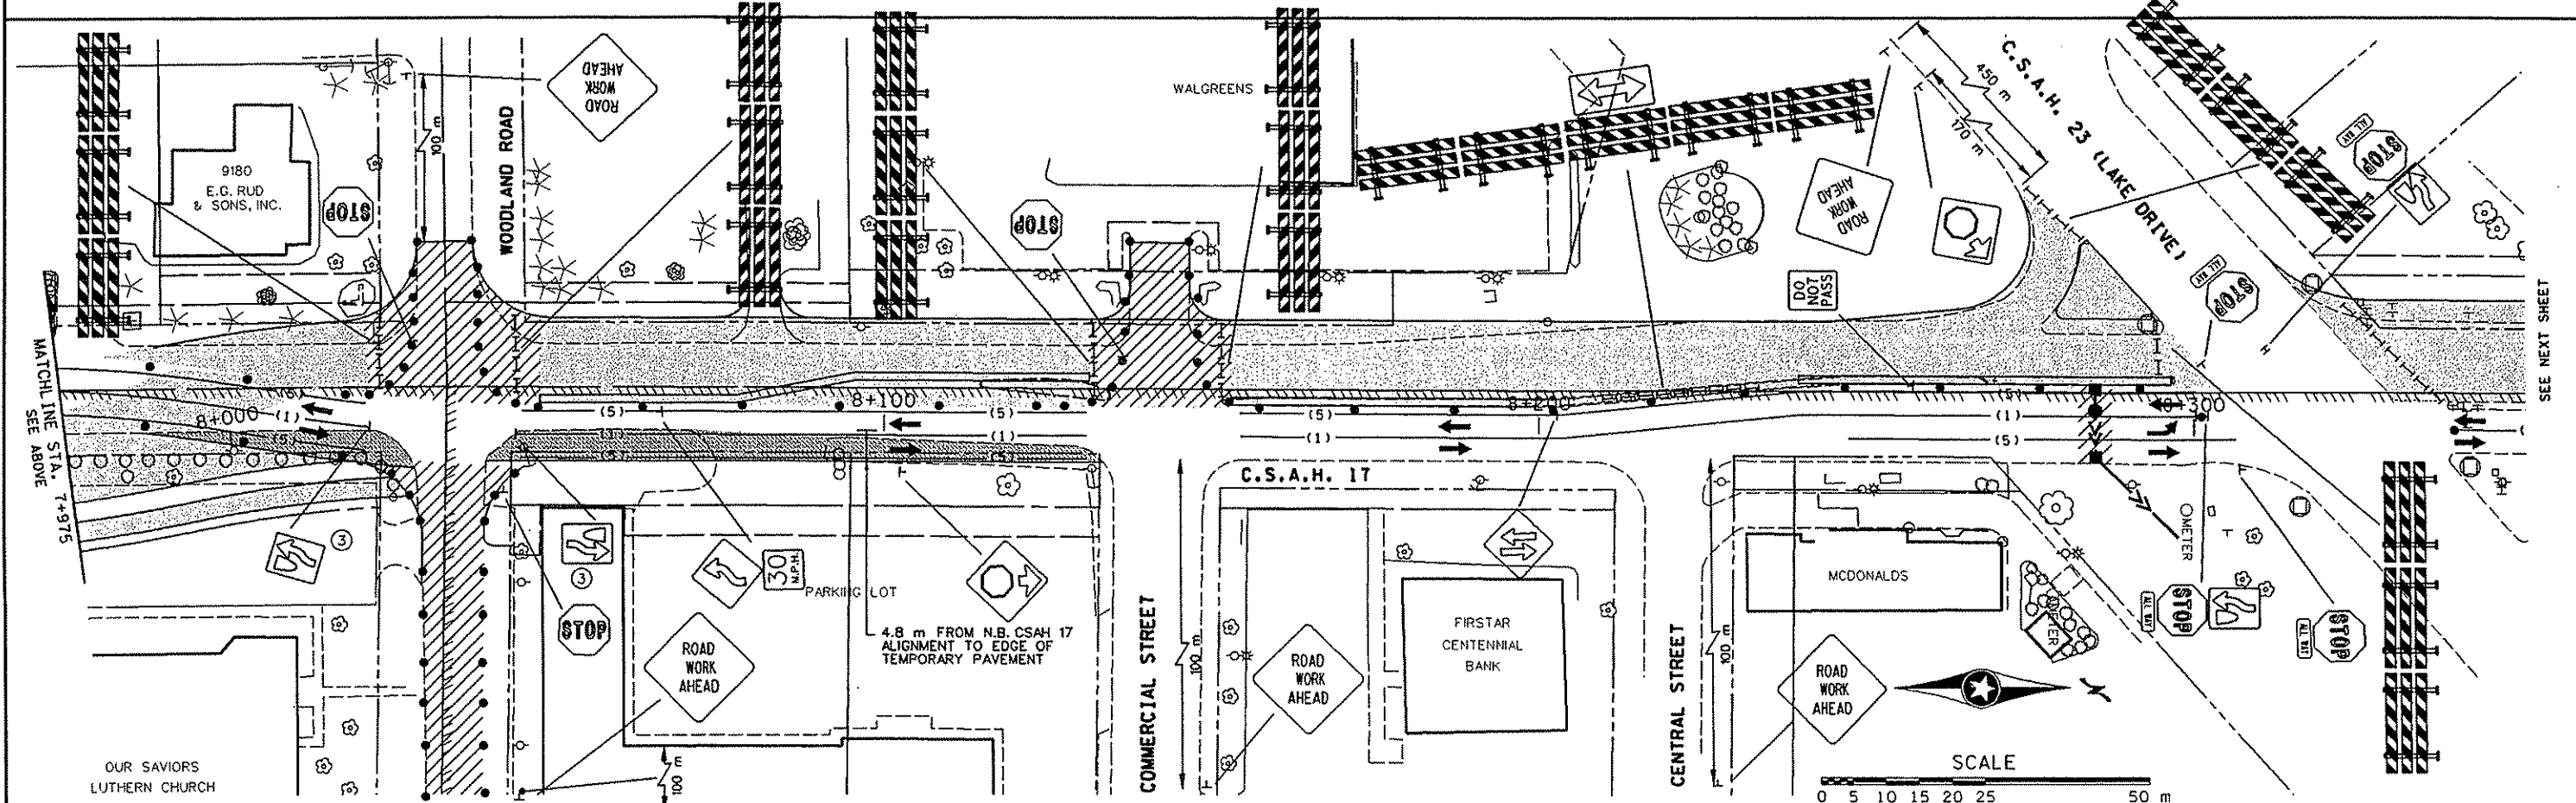 ROAD
WORK
AHEAD
WOODLAND ROAD
100 m
9180
E.G. RUD
& SONS, INC.
STOP
STOP
WALGREENS
450 m
170 m
C.S.A.H. 23 (LAKE DRIVE)
ROAD
WORK
AHEAD
DO
NOT
PASS
STOP
ALL WAY
STOP
ALL WAY
SEE NEXT SHEET
MATCHLINE STA. 7+975
SEE ABOVE
8+000
(1)
(5)
(5)
8+100
(5)
(1)
(5)
(1)
(5)
8+200
(5)
(1)
(5)
(1)
(5)
8+300
C.S.A.H. 17
3
3
30
M.P.H.
PARKING LOT
STOP
ROAD
WORK
AHEAD
4.8 m FROM N.B. CSAH 17
ALIGNMENT TO EDGE OF
TEMPORARY PAVEMENT
100 m
COMMERCIAL STREET
100 m
ROAD
WORK
AHEAD
FIRSTAR
CENTENNIAL
BANK
CENTRAL STREET
100 m
MCDONALDS
ROAD
WORK
AHEAD
METER
STOP
ALL WAY
STOP
ALL WAY
N
OUR SAVIORS
LUTHERN CHURCH
SCALE
0 5 10 15 20 25 50 m